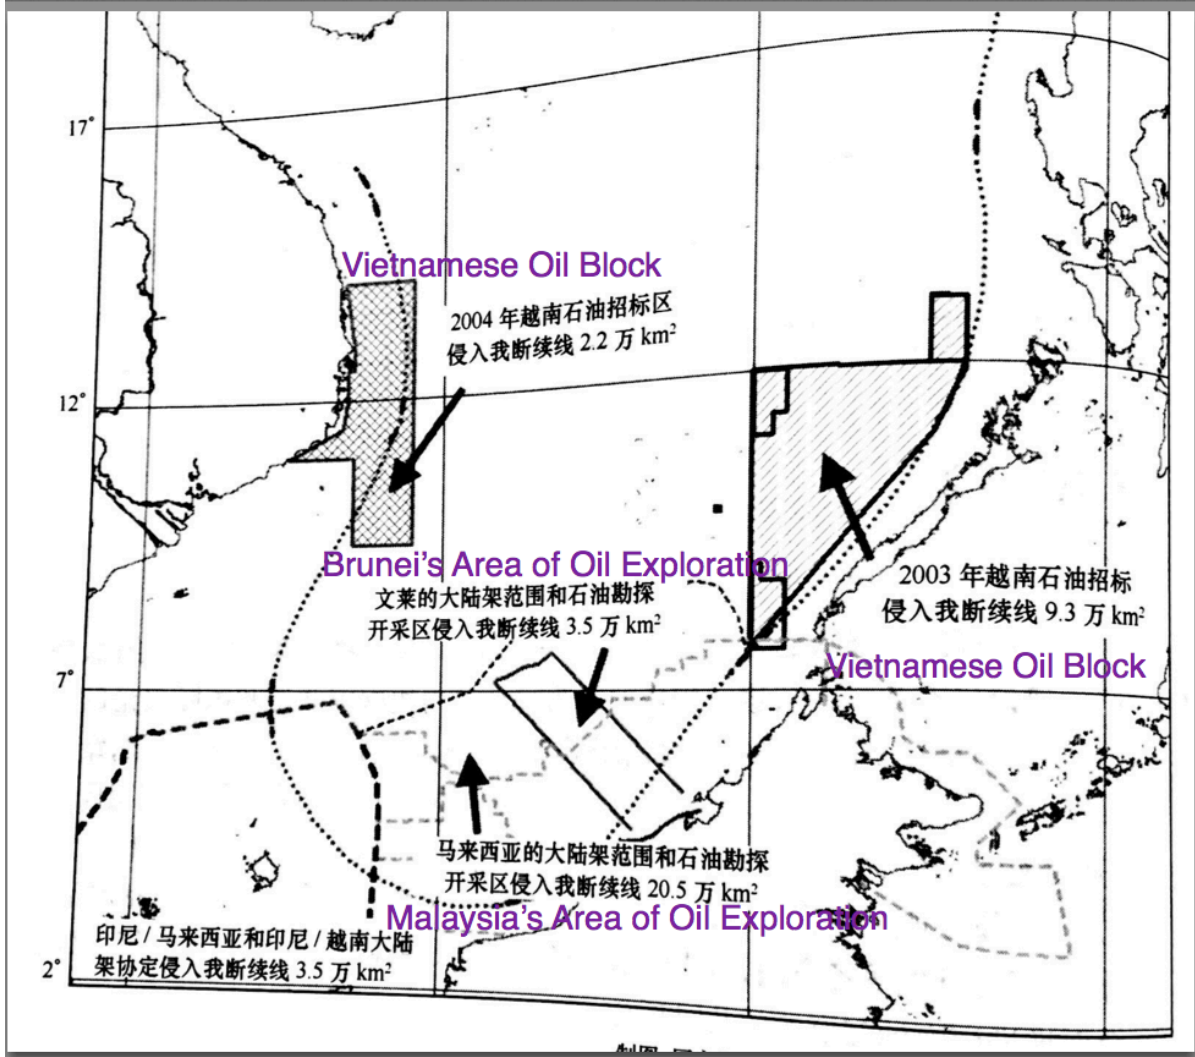 17°
Vietnamese Oil Block
2004 年越南石油招标区
侵入我断续线 2.2 万 km²
12°
Brunei's Area of Oil Exploration
文莱的大陆架范围和石油勘探
开采区侵入我断续线 3.5 万 km²
2003 年越南石油招标
侵入我断续线 9.3 万 km²
Vietnamese Oil Block
7°
马来西亚的大陆架范围和石油勘探
开采区侵入我断续线 20.5 万 km²
Malaysia's Area of Oil Exploration
印尼 / 马来西亚和印尼 / 越南大陆
架协定侵入我断续线 3.5 万 km²
2°